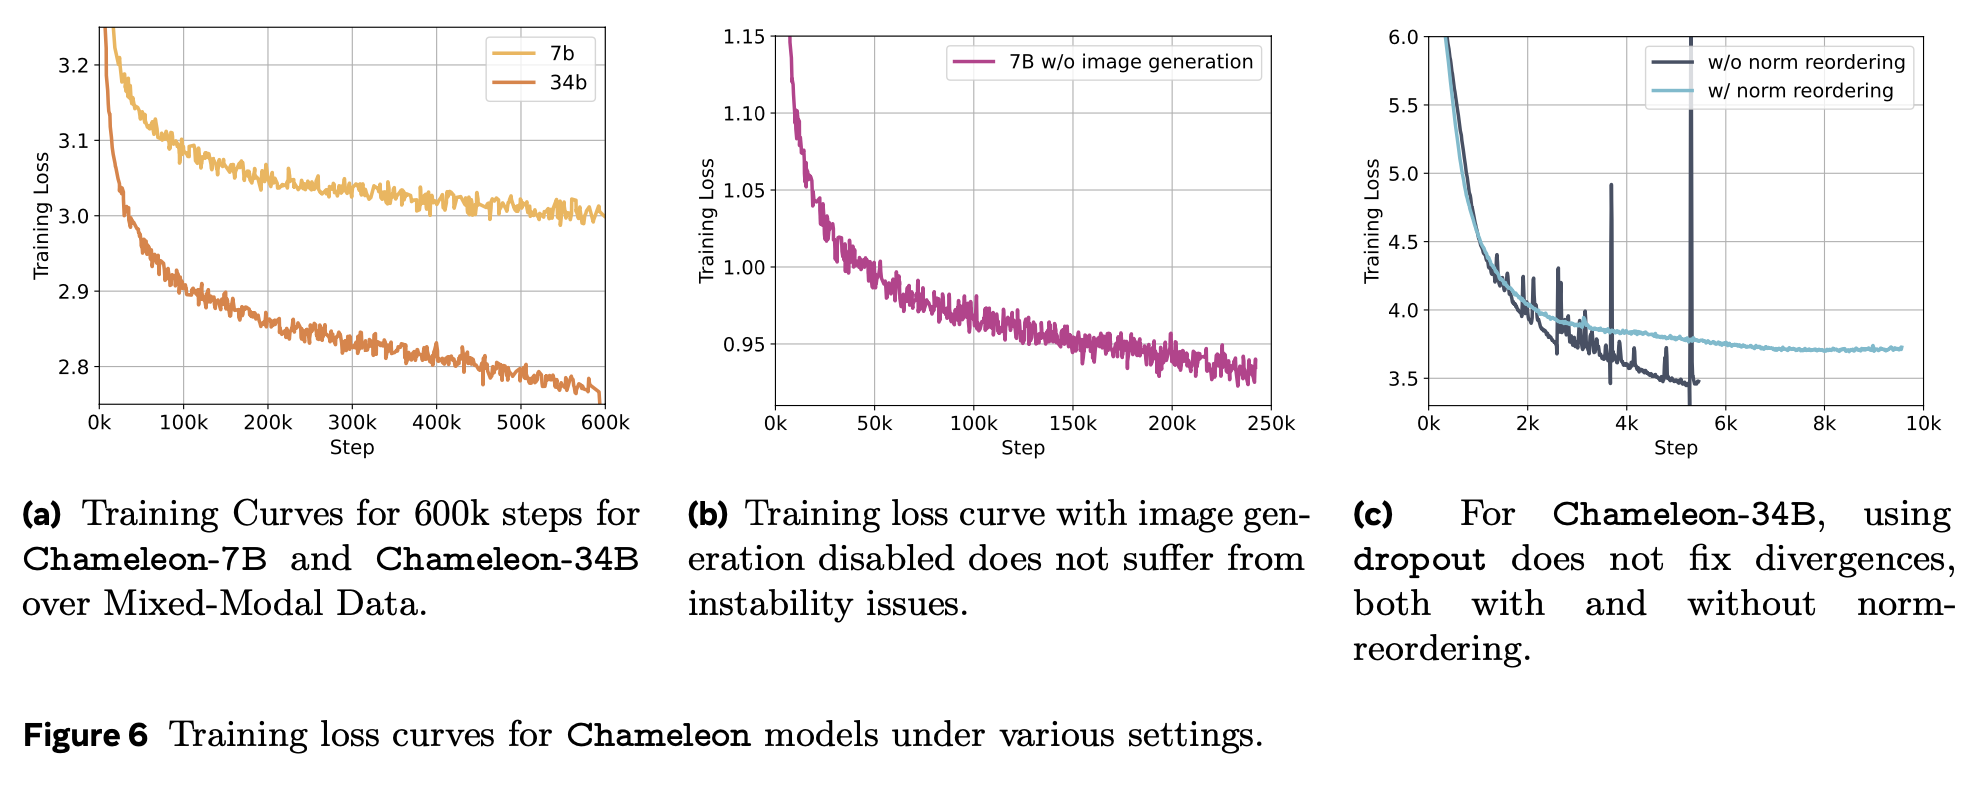 7b
34b
3.2
3.1
3.0
2.9
2.8
Training Loss
0k 100k 200k 300k 400k 500k 600k
Step
7B w/o image generation
1.15
1.10
1.05
1.00
0.95
Training Loss
0k 50k 100k 150k 200k 250k
Step
w/o norm reordering
w/ norm reordering
6.0
5.5
5.0
4.5
4.0
3.5
Training Loss
0k 2k 4k 6k 8k 10k
Step
(a) Training Curves for 600k steps for
Chameleon-7B and Chameleon-34B
over Mixed-Modal Data.
(b) Training loss curve with image gen-
eration disabled does not suffer from
instability issues.
(c) For Chameleon-34B, using
dropout does not fix divergences,
both with and without norm-
reordering.
Figure 6 Training loss curves for Chameleon models under various settings.